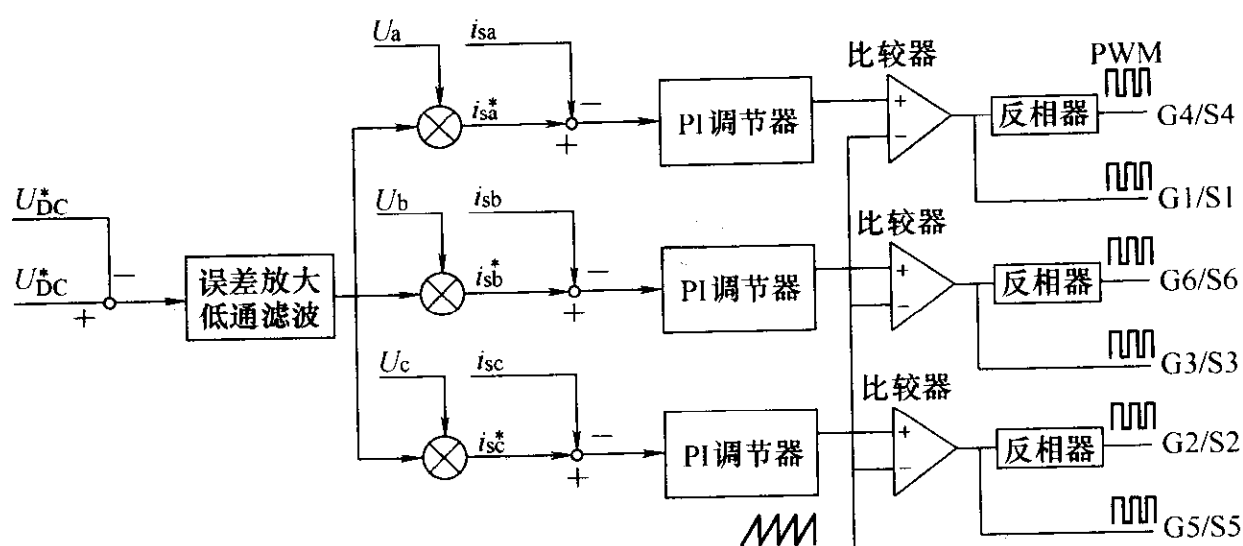 Ua
isa
比较器
PWM
isa*
PI调节器
+
−
反相器
G4/S4
−
+
G1/S1
U*DC
Ub
isb
比较器
−
U*DC
+
误差放大
低通滤波
isb*
PI调节器
+
−
反相器
G6/S6
−
+
G3/S3
Uc
isc
比较器
isc*
PI调节器
+
−
反相器
G2/S2
−
+
G5/S5